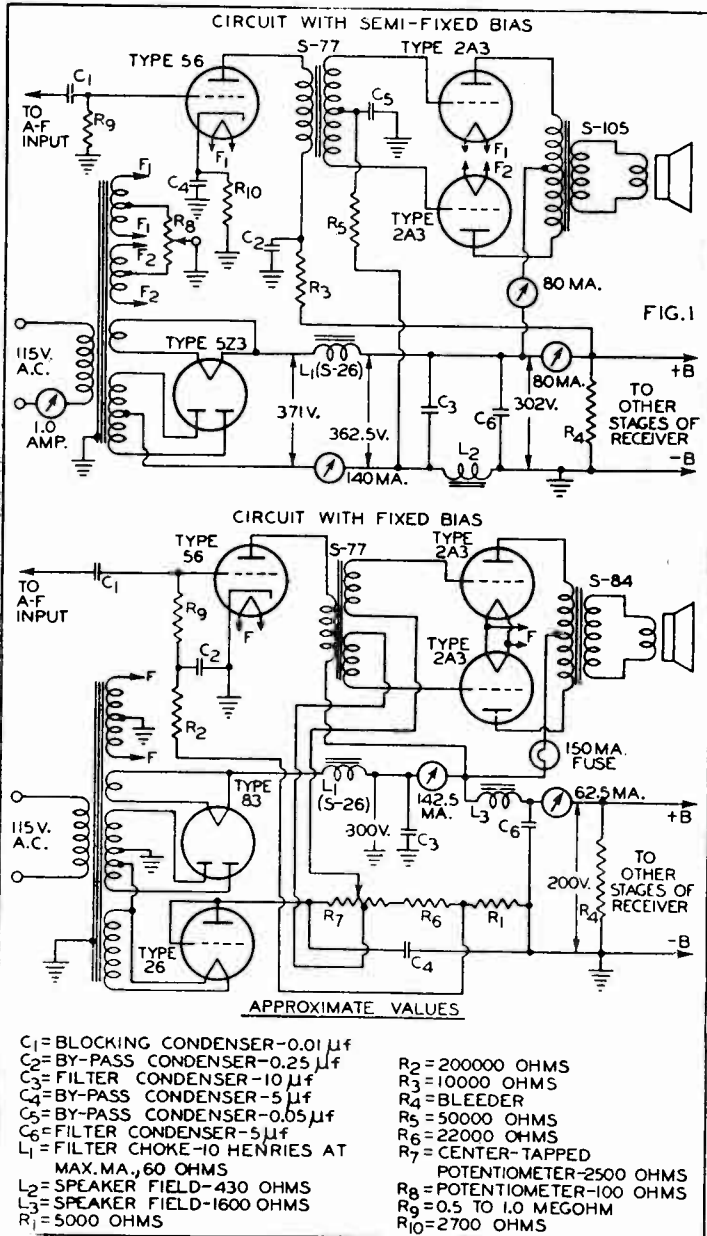 CIRCUIT WITH SEMI-FIXED BIAS
TYPE 56
S-77
TYPE 2A3
C1
TO
A-F
INPUT
R9
F1
C4
R10
C5
F1
F2
S-105
F1
F1
R8
F2
F2
C2
R3
R5
TYPE
2A3
80 MA.
FIG.1
115V.
A.C.
1.0
AMP.
TYPE 5Z3
L1(S-26)
371V.
362.5V.
C3
C6
302V.
80MA.
R4
+B
TO
OTHER
STAGES OF
RECEIVER
140MA.
L2
-B
CIRCUIT WITH FIXED BIAS
TYPE
56
S-77
TYPE
2A3
S-84
C1
TO
A-F
INPUT
R9
F
F
C2
R2
TYPE
2A3
F
F
150MA.
FUSE
115V.
A.C.
TYPE
83
L1
(S-26)
300V.
C3
142.5
MA.
L3
C6
62.5MA.
+B
200V.
R4
TO
OTHER
STAGES OF
RECEIVER
TYPE
26
R7
R6
R1
C4
-B
APPROXIMATE VALUES
C1=BLOCKING CONDENSER-0.01 μf
C2=BY-PASS CONDENSER-0.25 μf
C3=FILTER CONDENSER-10 μf
C4=BY-PASS CONDENSER-5 μf
C5=BY-PASS CONDENSER-0.05 μf
C6=FILTER CONDENSER-5 μf
L1=FILTER CHOKE-10 HENRIES AT
MAX.MA.,60 OHMS
L2=SPEAKER FIELD-430 OHMS
L3=SPEAKER FIELD-1600 OHMS
R1=5000 OHMS
R2=200000 OHMS
R3=10000 OHMS
R4=BLEEDER
R5=50000 OHMS
R6=22000 OHMS
R7=CENTER-TAPPED
POTENTIOMETER-2500 OHMS
R8=POTENTIOMETER-100 OHMS
R9=0.5 TO 1.0 MEGOHM
R10=2700 OHMS